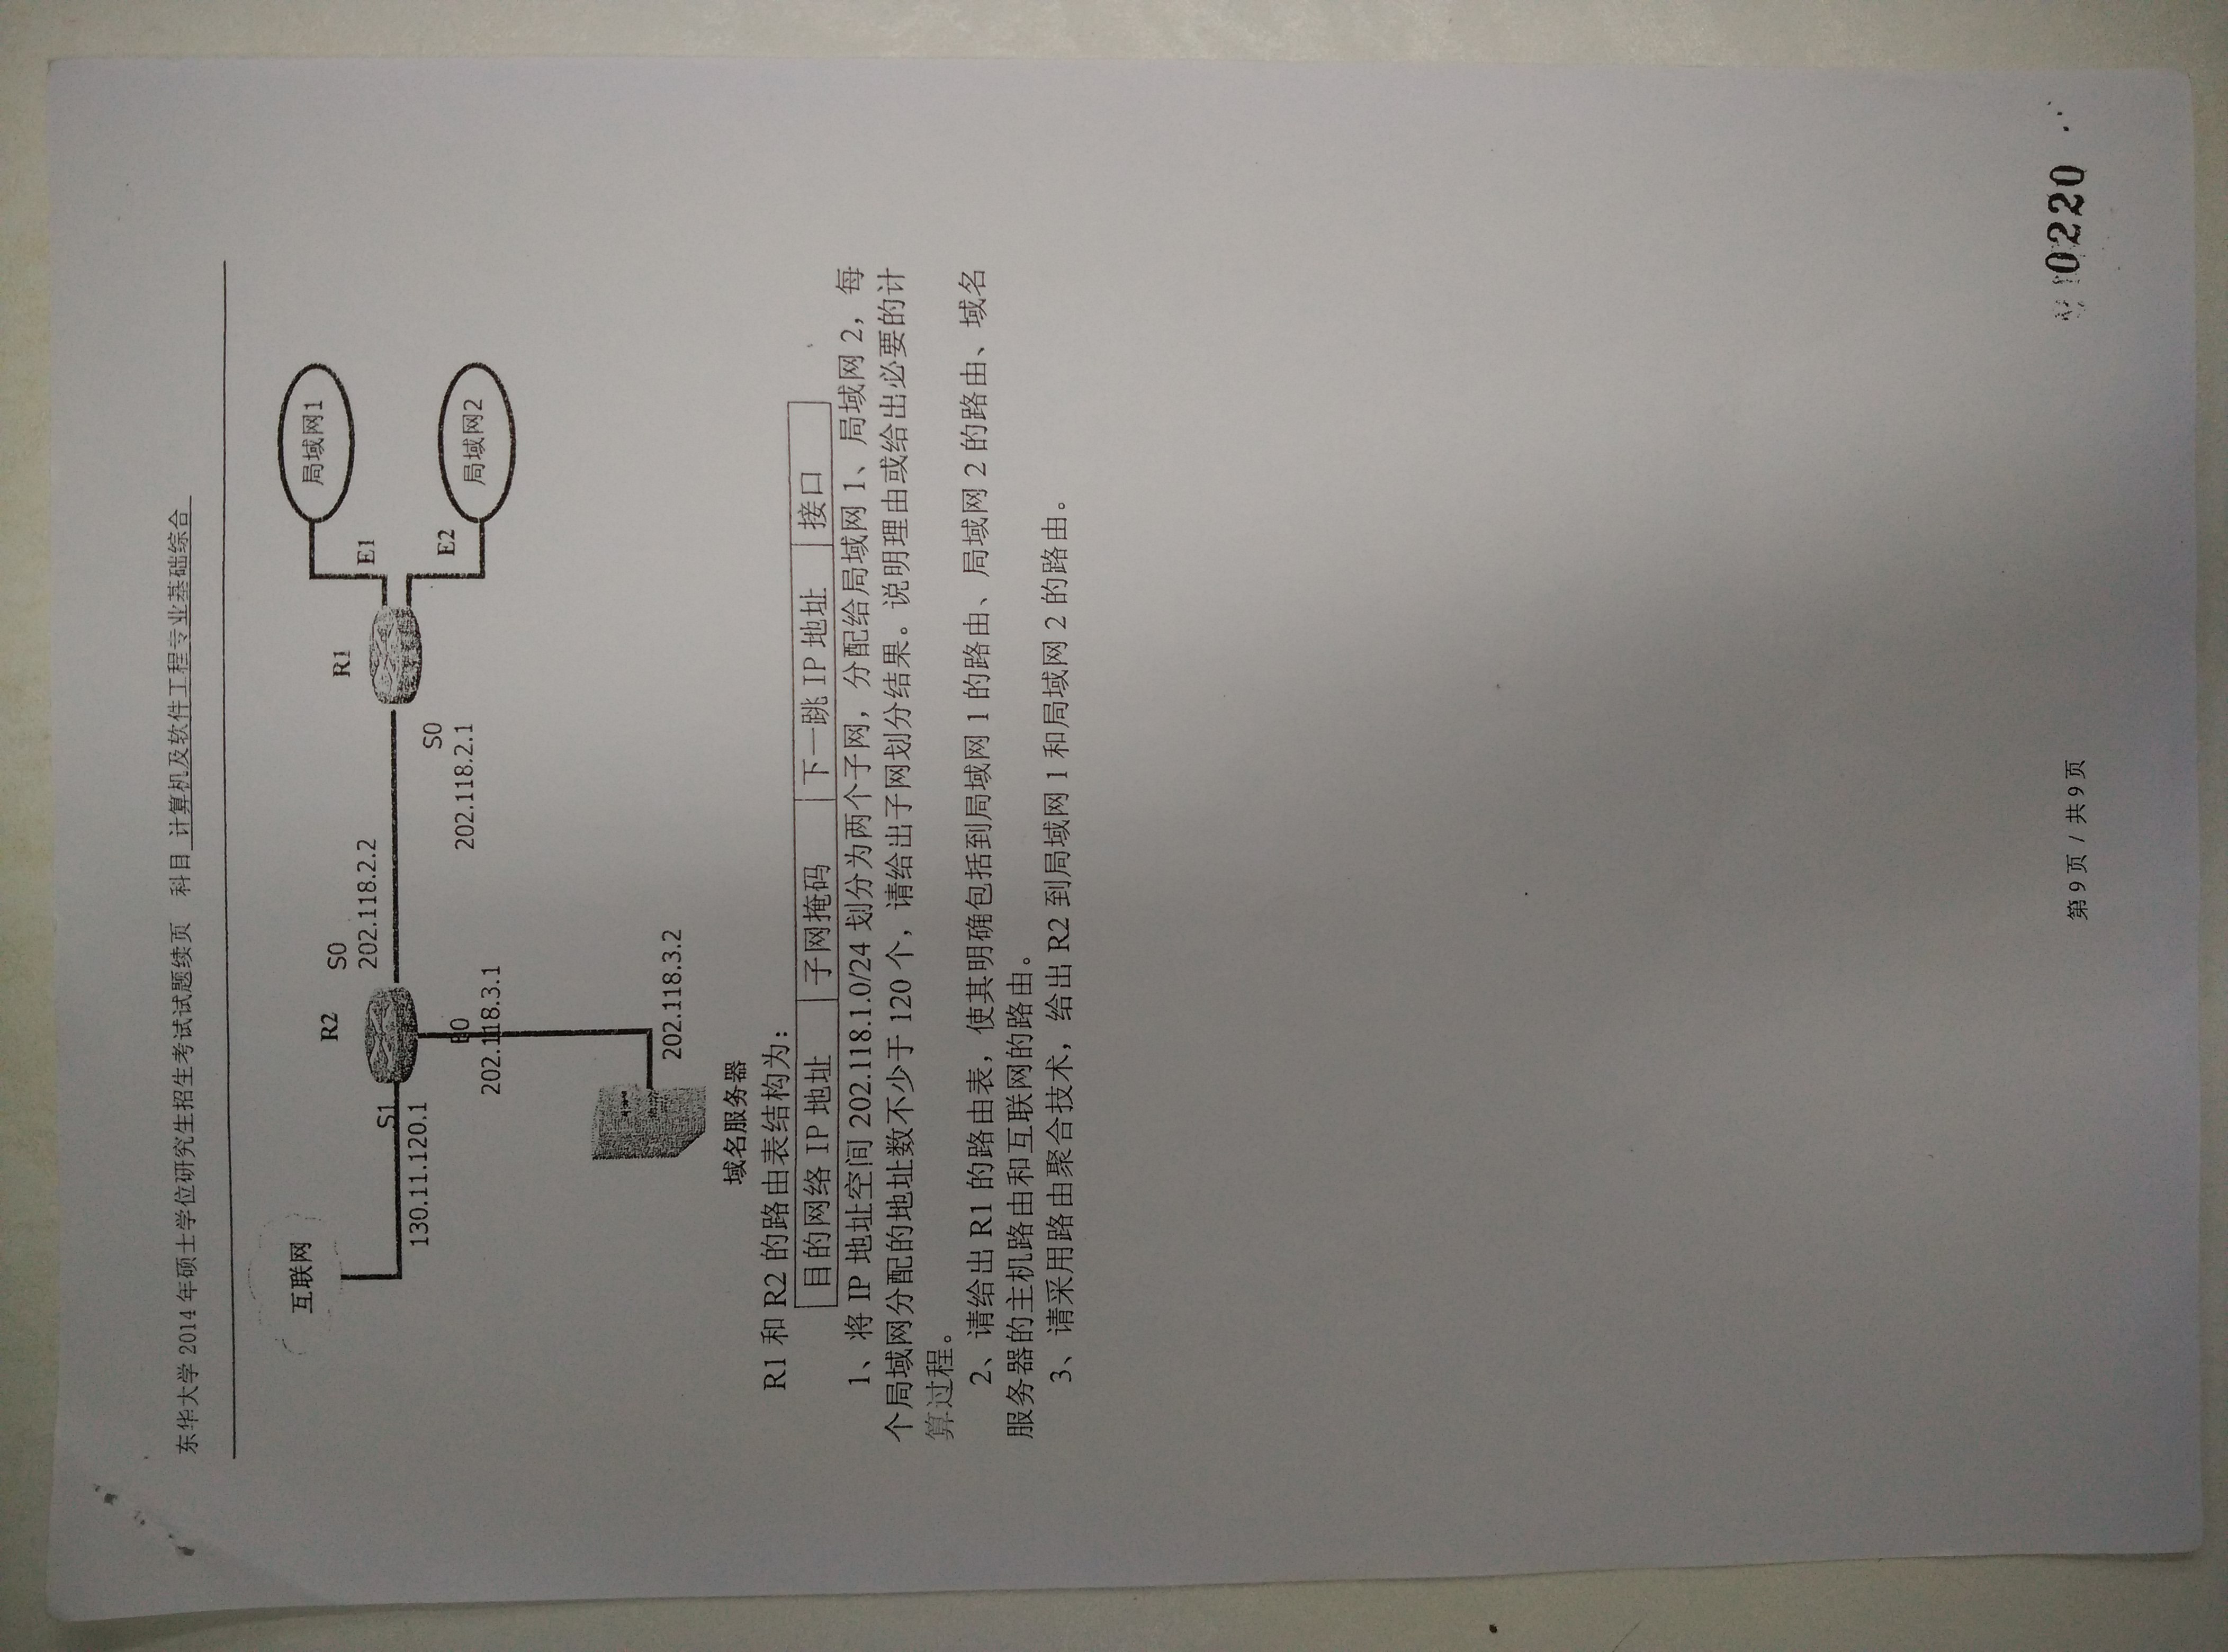 东华大学 2014 年硕士学位研究生招生考试试题续页 科目 计算机及软件工程专业基础综合
互联网
S1
130.11.120.1
R2
S0
202.118.2.2
E0
202.118.3.1
202.118.3.2
域名服务器
R1
S0
202.118.2.1
E1
局域网1
E2
局域网2
R1 和 R2 的路由表结构为：
目的网络 IP 地址 子网掩码 下一跳 IP 地址 接口
1、将 IP 地址空间 202.118.1.0/24 划分为两个子网，分配给局域网 1、局域网 2，每
个局域网分配的地址数不少于 120 个，请给出子网划分结果。说明理由或给出必要的计
算过程。
2、请给出 R1 的路由表，使其明确包括到局域网 1 的路由、局域网 2 的路由、域名
服务器的主机路由和互联网的路由。
3、请采用路由聚合技术，给出 R2 到局域网 1 和局域网 2 的路由。
第 9 页 / 共 9 页
0220